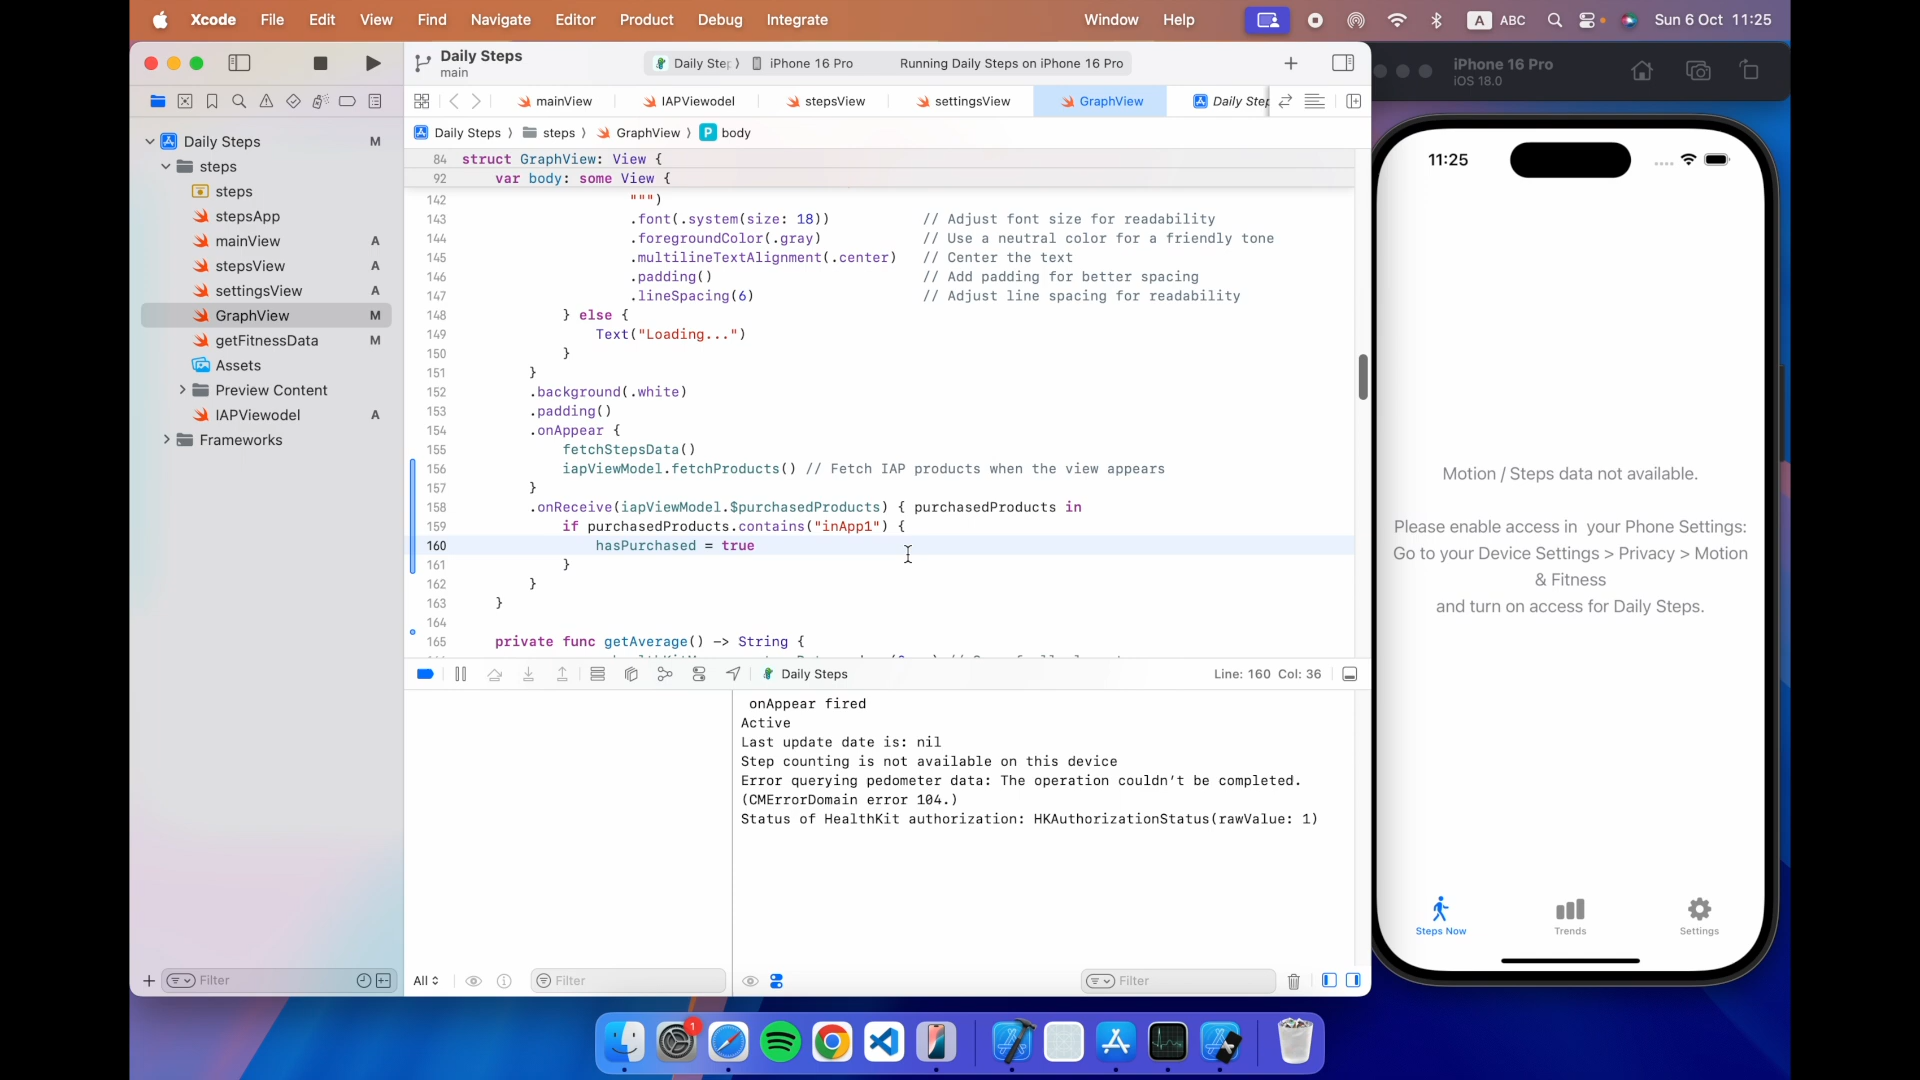 Xcode File Edit View Find Navigate Editor Product Debug Integrate Window Help A ABC Sun 6 Oct 11:25
Daily Steps
main
Daily Step iPhone 16 Pro Running Daily Steps on iPhone 16 Pro
iPhone 16 Pro
iOS 18.0
mainView IAPViewodel stepsView settingsView GraphView Daily Step
Daily Steps steps GraphView P body
Daily Steps M
steps
steps
stepsApp
mainView A
stepsView A
settingsView A
GraphView M
getFitnessData M
Assets
Preview Content
IAPViewodel A
Frameworks
84 struct GraphView: View {
92 var body: some View {
142 """)
143 .font(.system(size: 18)) // Adjust font size for readability
144 .foregroundColor(.gray) // Use a neutral color for a friendly tone
145 .multilineTextAlignment(.center) // Center the text
146 .padding() // Add padding for better spacing
147 .lineSpacing(6) // Adjust line spacing for readability
148 } else {
149 Text("Loading...")
150 }
151 }
152 .background(.white)
153 .padding()
154 .onAppear {
155 fetchStepsData()
156 iapViewModel.fetchProducts() // Fetch IAP products when the view appears
157 }
158 .onReceive(iapViewModel.$purchasedProducts) { purchasedProducts in
159 if purchasedProducts.contains("inApp1") {
160 hasPurchased = true
161 }
162 }
163 }
164
165 private func getAverage() -> String {
Daily Steps Line: 160 Col: 36
onAppear fired
Active
Last update date is: nil
Step counting is not available on this device
Error querying pedometer data: The operation couldn't be completed.
(CMErrorDomain error 104.)
Status of HealthKit authorization: HKAuthorizationStatus(rawValue: 1)
Filter All Filter Filter
11:25
Motion / Steps data not available.
Please enable access in your Phone Settings:
Go to your Device Settings > Privacy > Motion
& Fitness
and turn on access for Daily Steps.
Steps Now Trends Settings
1